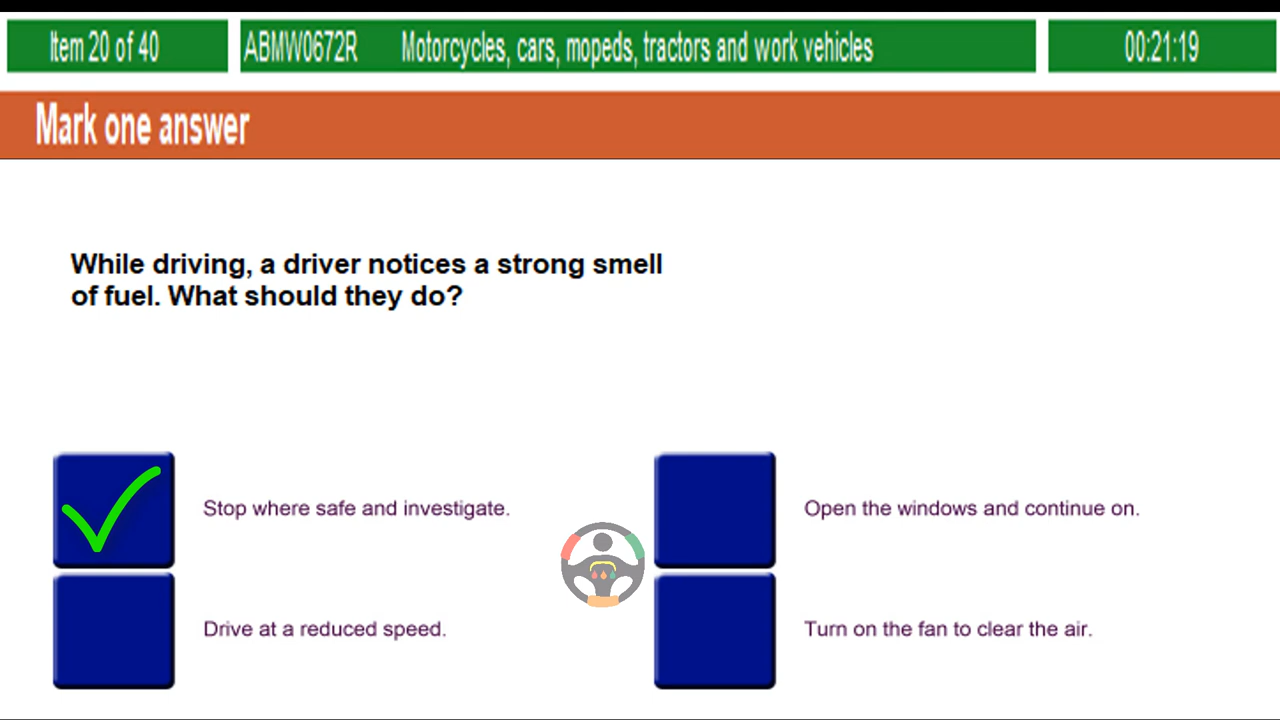 Item 20 of 40
ABMW0672R
Motorcycles, cars, mopeds, tractors and work vehicles
00:21:19
Mark one answer
While driving, a driver notices a strong smell
of fuel. What should they do?
Stop where safe and investigate.
Open the windows and continue on.
Drive at a reduced speed.
Turn on the fan to clear the air.